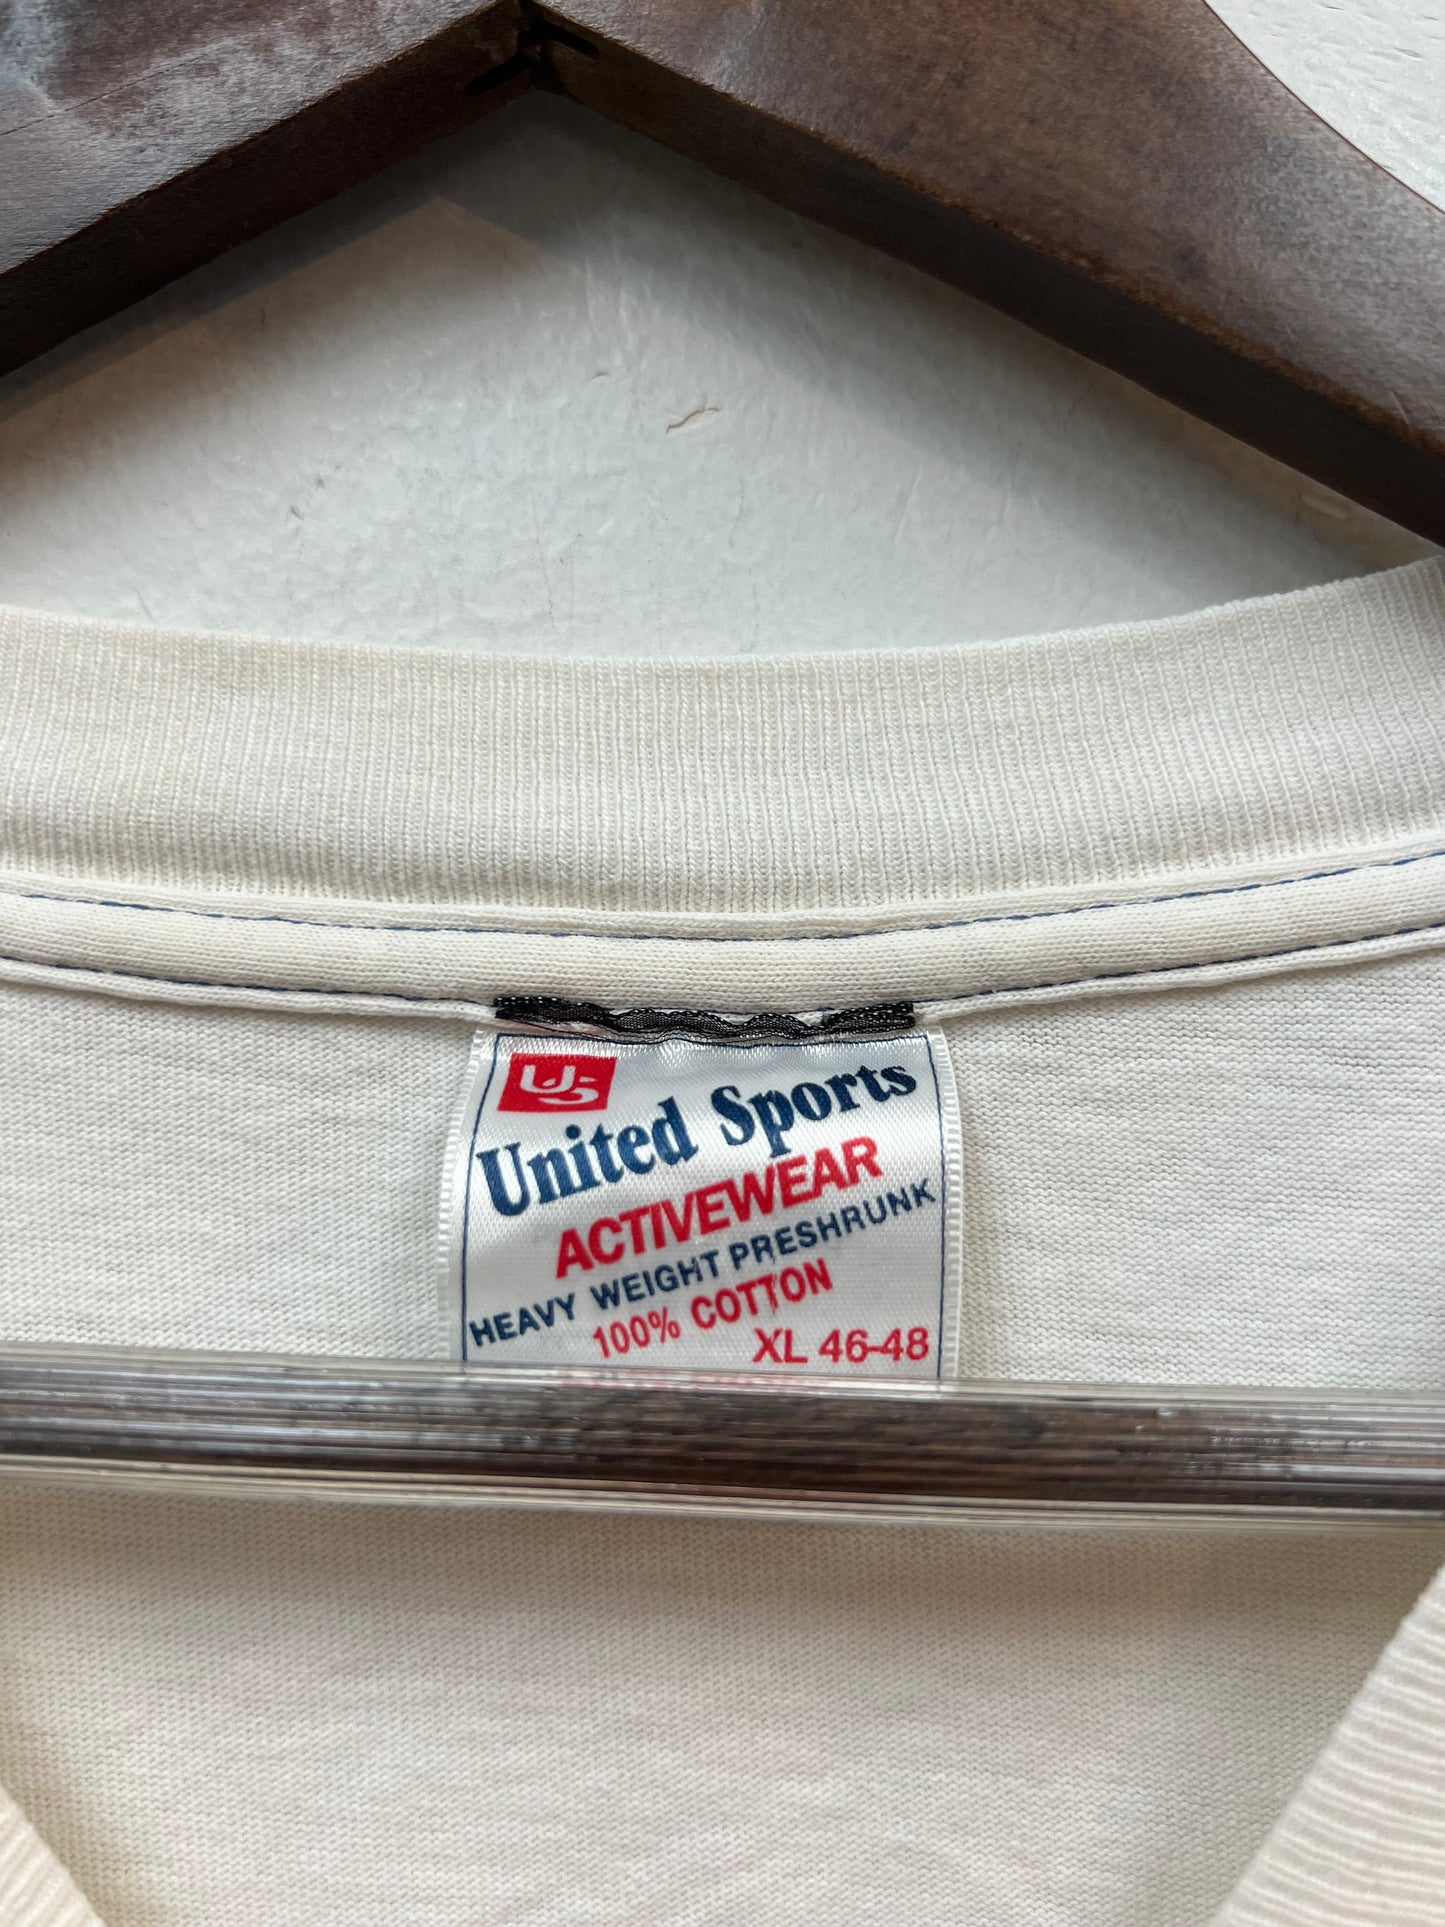 US
United Sports
ACTIVEWEAR
HEAVY WEIGHT PRESHRUNK
100% COTTON
XL 46-48